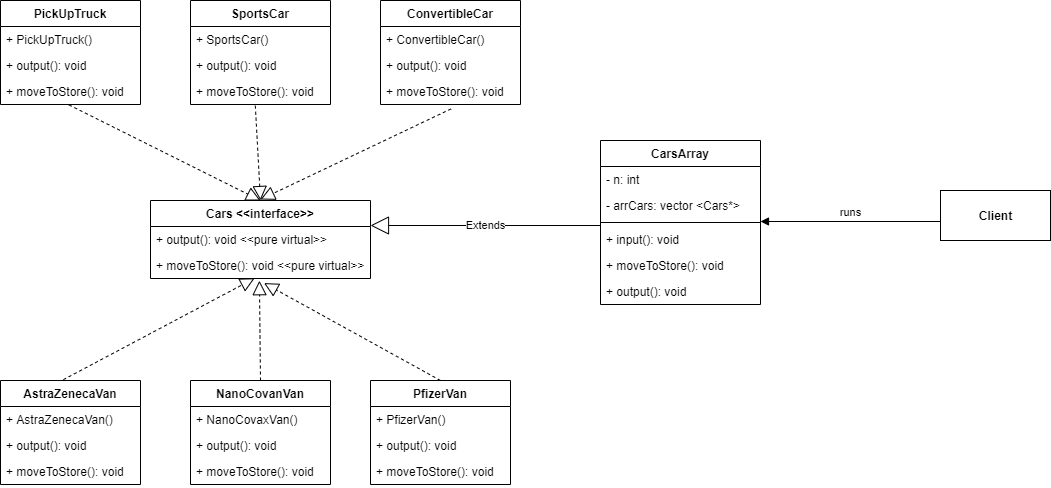 PickUpTruck
+ PickUpTruck()
+ output(): void
+ moveToStore(): void
SportsCar
+ SportsCar()
+ output(): void
+ moveToStore(): void
ConvertibleCar
+ ConvertibleCar()
+ output(): void
+ moveToStore(): void
Cars <<interface>>
+ output(): void <<pure virtual>>
+ moveToStore(): void <<pure virtual>>
Extends
CarsArray
- n: int
- arrCars: vector <Cars*>
+ input(): void
+ moveToStore(): void
+ output(): void
runs
Client
AstraZenecaVan
+ AstraZenecaVan()
+ output(): void
+ moveToStore(): void
NanoCovanVan
+ NanoCovaxVan()
+ output(): void
+ moveToStore(): void
PfizerVan
+ PfizerVan()
+ output(): void
+ moveToStore(): void